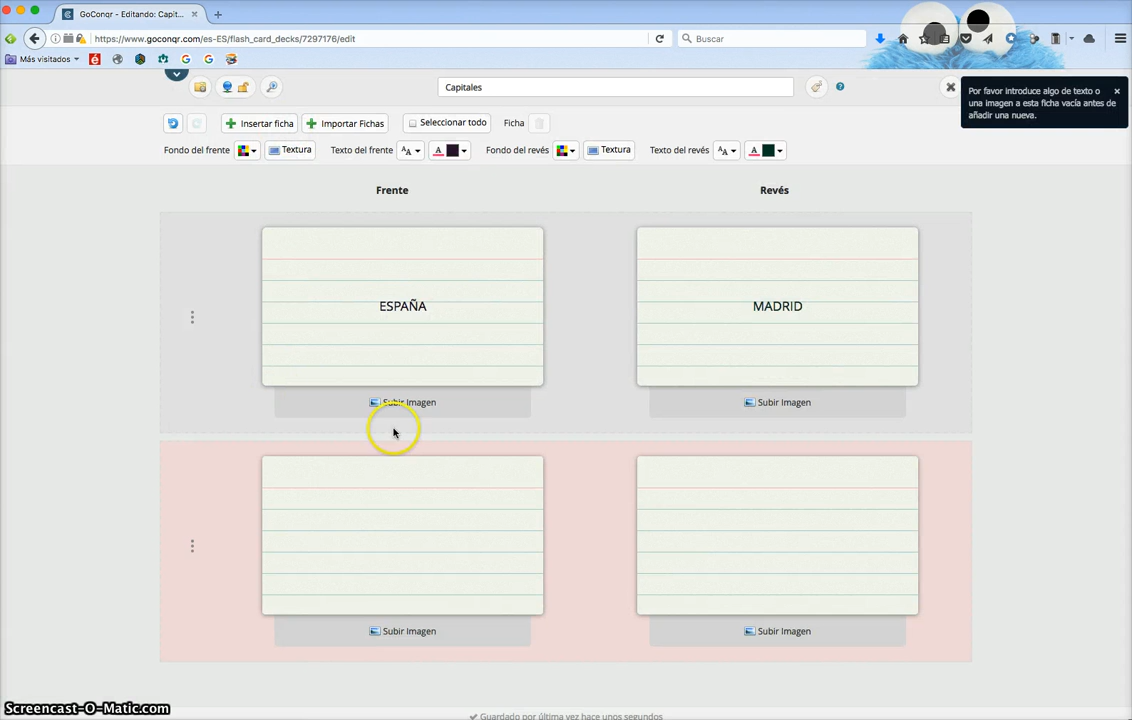 GoConqr - Editando: Capit...
https://www.goconqr.com/es-ES/flash_card_decks/7297176/edit
Buscar
Más visitados
Capitales
Por favor introduce algo de texto o
una imagen a esta ficha vacía antes de
añadir una nueva.
Insertar ficha
Importar Fichas
Seleccionar todo
Ficha
Fondo del frente
Textura
Texto del frente
Fondo del revés
Textura
Texto del revés
Frente
Revés
ESPAÑA
MADRID
Subir Imagen
Subir Imagen
Subir Imagen
Subir Imagen
Guardado por última vez hace unos segundos
Screencast-O-Matic.com